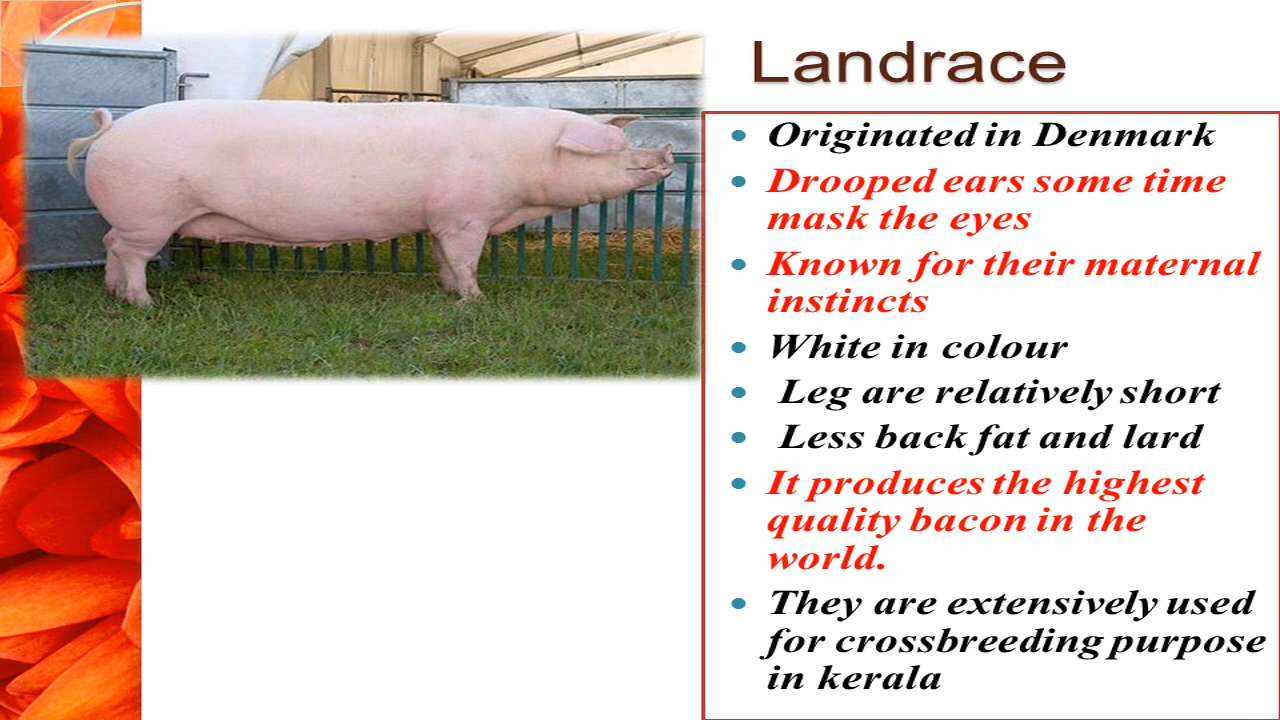 Landrace
• Originated in Denmark
• Drooped ears some time
mask the eyes
• Known for their maternal
instincts
• White in colour
• Leg are relatively short
• Less back fat and lard
• It produces the highest
quality bacon in the
world.
• They are extensively used
for crossbreeding purpose
in kerala